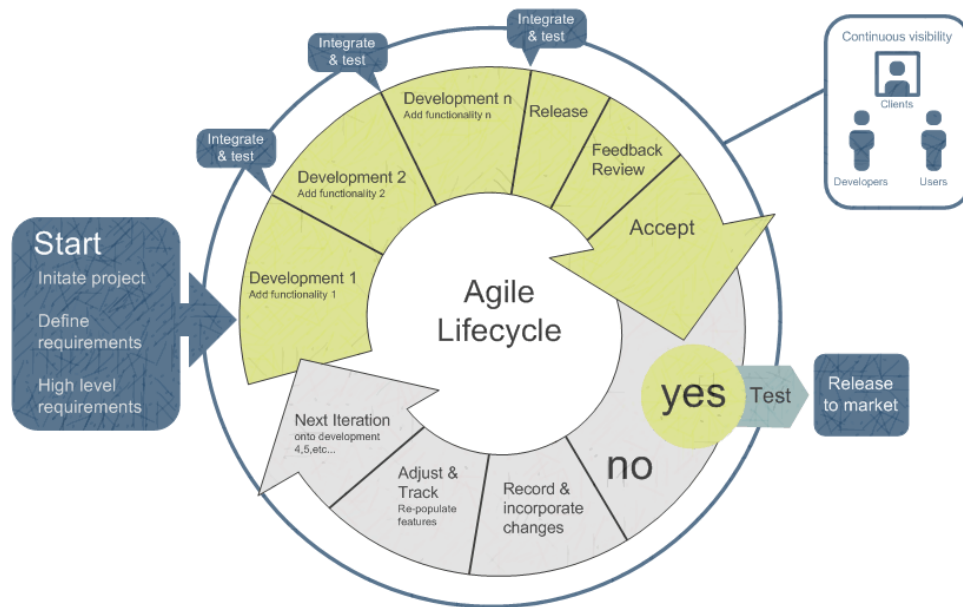 Start
Initate project
Define
requirements
High level
requirements
Integrate
& test
Integrate
& test
Integrate
& test
Development 1
Add functionality 1
Development 2
Add functionality 2
Development n
Add functionality n
Release
Feedback
Review
Accept
Agile
Lifecycle
yes
Test
Release
to market
no
Record &
incorporate
changes
Adjust &
Track
Re-populate
features
Next Iteration
onto development
4,5,etc...
Continuous visibility
Clients
Developers
Users